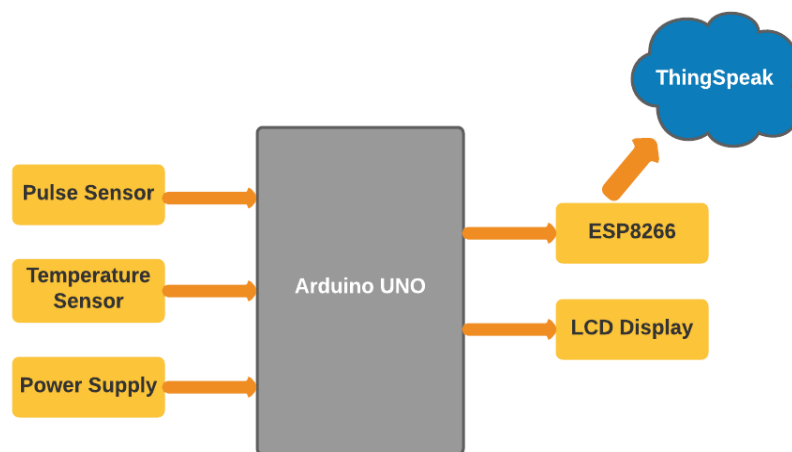 ThingSpeak
Pulse Sensor
ESP8266
Temperature
Sensor
Arduino UNO
LCD Display
Power Supply